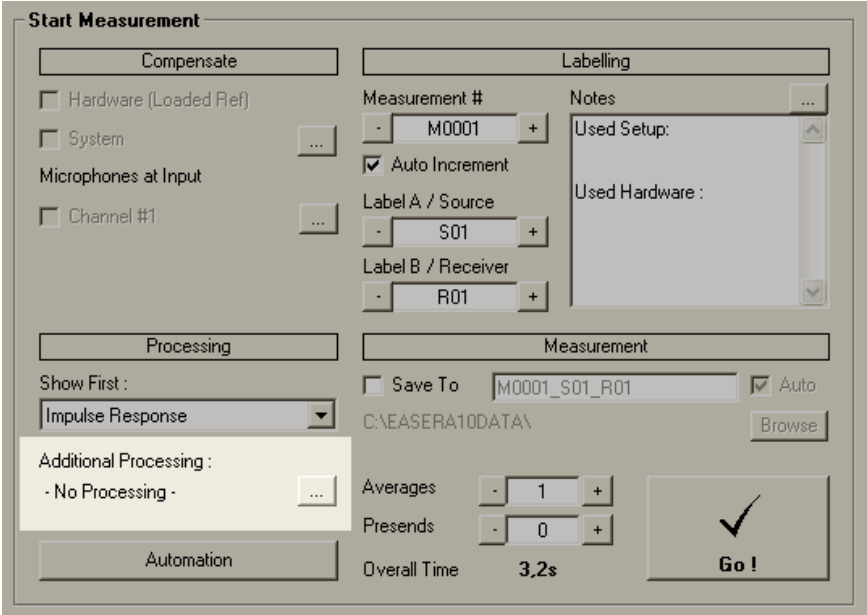 Start Measurement
Compensate
Hardware (Loaded Ref)
System
...
Microphones at Input
Channel #1
...
Labelling
Measurement #
- M0001 +
Auto Increment
Label A / Source
- S01 +
Label B / Receiver
- R01 +
Notes
...
Used Setup:
Used Hardware :
Processing
Show First :
Impulse Response
Additional Processing :
- No Processing -
...
Automation
Measurement
Save To M0001_S01_R01 Auto
C:\EASERA10DATA\ Browse
Averages - 1 +
Presends - 0 +
Overall Time 3,2s
Go !